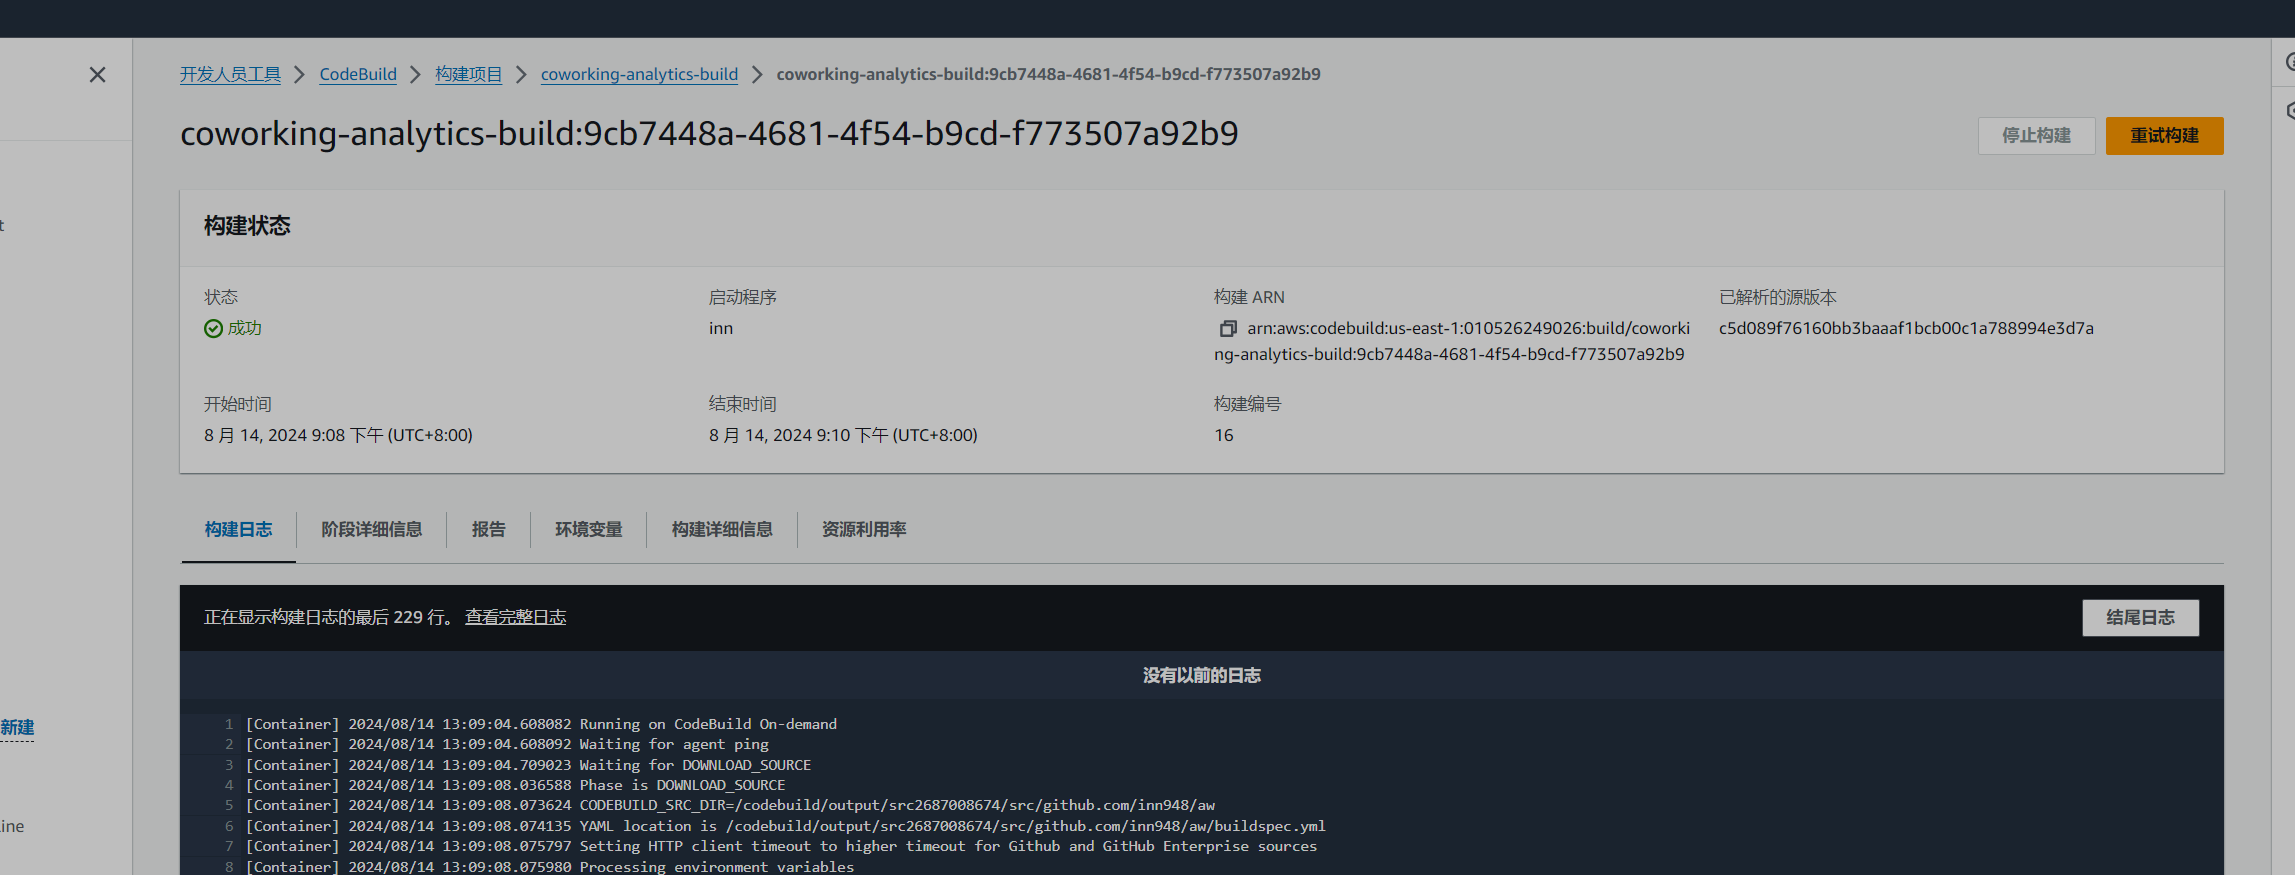 开发人员工具 > CodeBuild > 构建项目 > coworking-analytics-build > coworking-analytics-build:9cb7448a-4681-4f54-b9cd-f773507a92b9
coworking-analytics-build:9cb7448a-4681-4f54-b9cd-f773507a92b9
停止构建 重试构建
构建状态
状态 启动程序 构建 ARN 已解析的源版本
成功 inn arn:aws:codebuild:us-east-1:010526249026:build/coworki c5d089f76160bb3baaaf1bcb00c1a788994e3d7a
ng-analytics-build:9cb7448a-4681-4f54-b9cd-f773507a92b9
开始时间 结束时间 构建编号
8 月 14, 2024 9:08 下午 (UTC+8:00) 8 月 14, 2024 9:10 下午 (UTC+8:00) 16
构建日志 阶段详细信息 报告 环境变量 构建详细信息 资源利用率
正在显示构建日志的最后 229 行。 查看完整日志 结尾日志
没有以前的日志
新建
1 [Container] 2024/08/14 13:09:04.608082 Running on CodeBuild On-demand
2 [Container] 2024/08/14 13:09:04.608092 Waiting for agent ping
3 [Container] 2024/08/14 13:09:04.709023 Waiting for DOWNLOAD_SOURCE
4 [Container] 2024/08/14 13:09:08.036588 Phase is DOWNLOAD_SOURCE
5 [Container] 2024/08/14 13:09:08.073624 CODEBUILD_SRC_DIR=/codebuild/output/src2687008674/src/github.com/inn948/aw
6 [Container] 2024/08/14 13:09:08.074135 YAML location is /codebuild/output/src2687008674/src/github.com/inn948/aw/buildspec.yml
7 [Container] 2024/08/14 13:09:08.075797 Setting HTTP client timeout to higher timeout for Github and GitHub Enterprise sources
8 [Container] 2024/08/14 13:09:08.075980 Processing environment variables